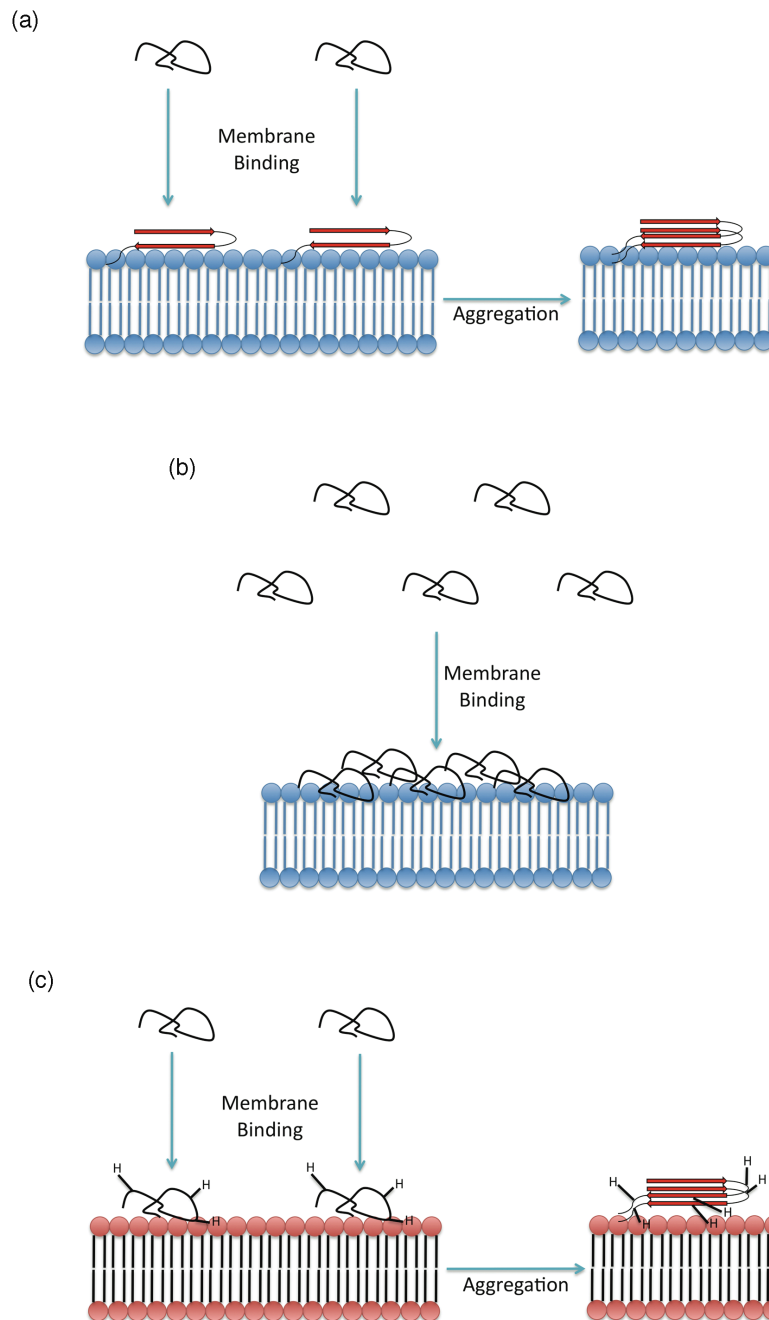 (a)
Membrane
Binding
Aggregation
(b)
Membrane
Binding
(c)
Membrane
Binding
H
H
H
H
H
H
H
H
H
H
H
Aggregation